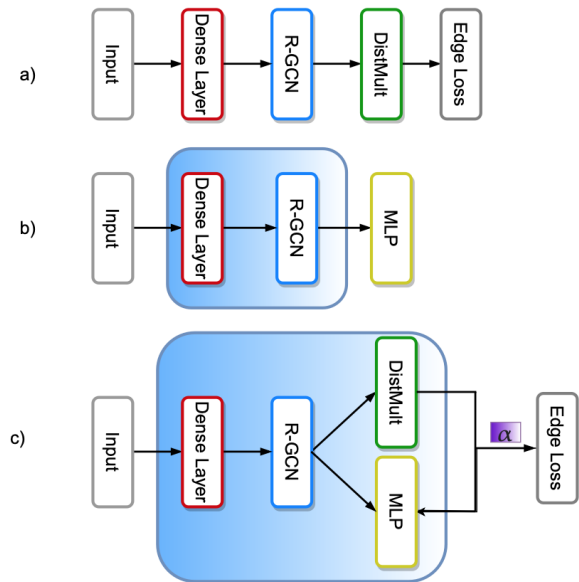 a)
Input
Dense Layer
R-GCN
DistMult
Edge Loss
b)
Input
Dense Layer
R-GCN
MLP
c)
Input
Dense Layer
R-GCN
DistMult
MLP
α
Edge Loss